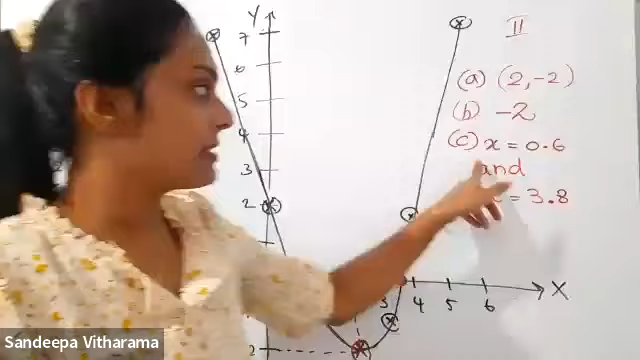 II
Y
7
6
5
4
3
2
(a) (2, -2)
(b) -2
(c) x = 0.6
and
= 3.8
3 4 5 6 X
2
Sandeepa Vitharama